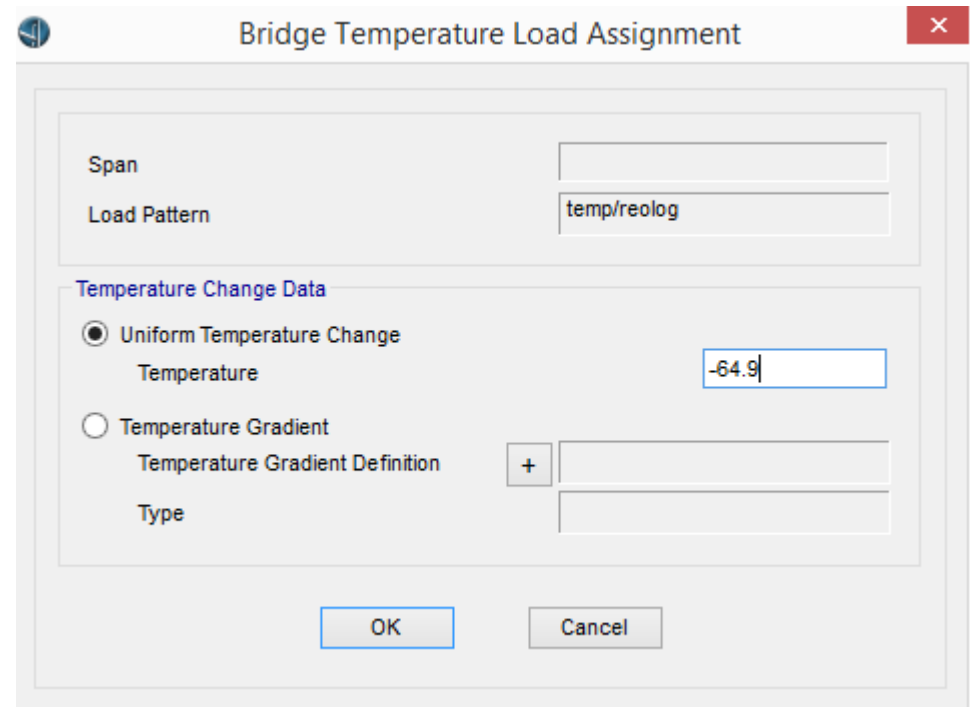 Bridge Temperature Load Assignment
Span
Load Pattern temp/reolog
Temperature Change Data
Uniform Temperature Change
Temperature -64.9
Temperature Gradient
Temperature Gradient Definition +
Type
OK Cancel